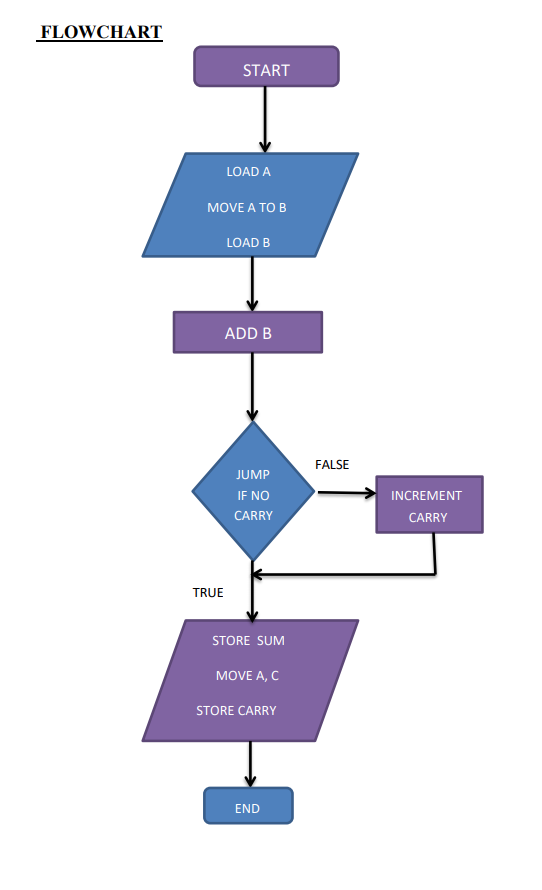 FLOWCHART
START
LOAD A
MOVE A TO B
LOAD B
ADD B
JUMP
IF NO
CARRY
FALSE
INCREMENT
CARRY
TRUE
STORE SUM
MOVE A, C
STORE CARRY
END